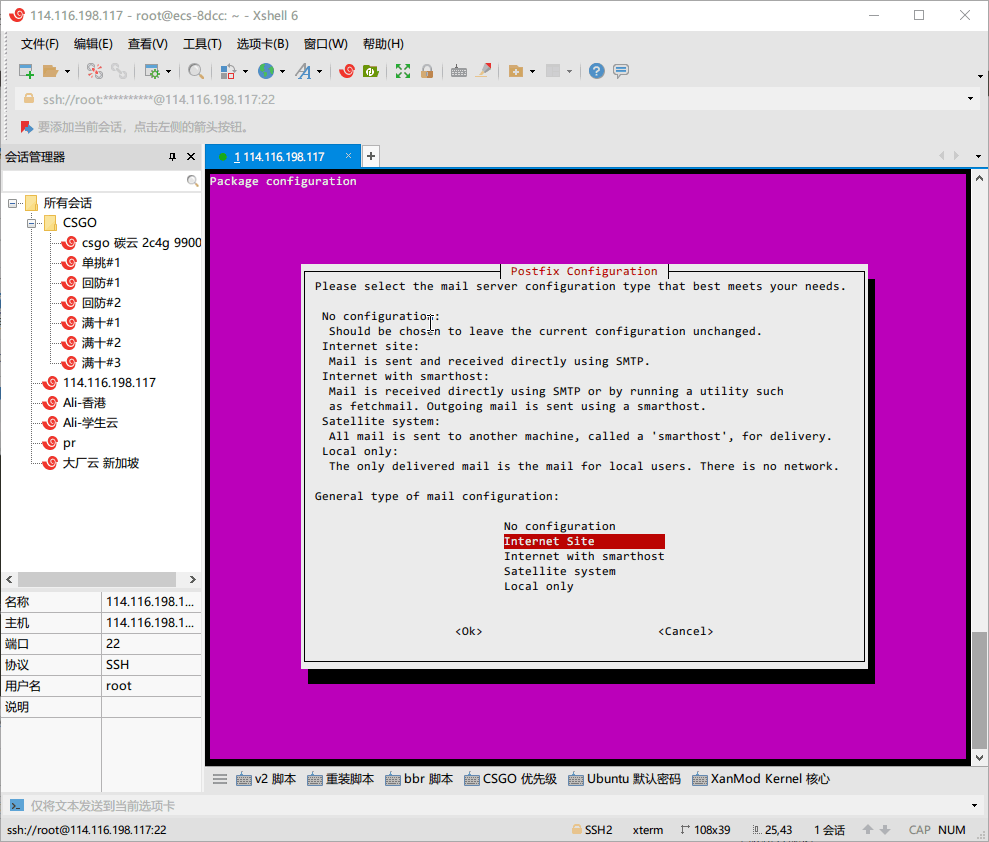 114.116.198.117 - root@ecs-8dcc: ~ - Xshell 6
文件(F) 编辑(E) 查看(V) 工具(T) 选项卡(B) 窗口(W) 帮助(H)
ssh://root:**********@114.116.198.117:22
要添加当前会话，点击左侧的箭头按钮。
会话管理器
1 114.116.198.117
所有会话
CSGO
csgo 碳云 2c4g 9900
单挑#1
回防#1
回防#2
满十#1
满十#2
满十#3
114.116.198.117
Ali-香港
Ali-学生云
pr
大厂云 新加坡
名称 114.116.198.1...
主机 114.116.198.1...
端口 22
协议 SSH
用户名 root
说明
Package configuration
Postfix Configuration
Please select the mail server configuration type that best meets your needs.
No configuration:
Should be chosen to leave the current configuration unchanged.
Internet site:
Mail is sent and received directly using SMTP.
Internet with smarthost:
Mail is received directly using SMTP or by running a utility such
as fetchmail. Outgoing mail is sent using a smarthost.
Satellite system:
All mail is sent to another machine, called a 'smarthost', for delivery.
Local only:
The only delivered mail is the mail for local users. There is no network.
General type of mail configuration:
No configuration
Internet Site
Internet with smarthost
Satellite system
Local only
<Ok> <Cancel>
v2 脚本 重装脚本 bbr 脚本 CSGO 优先级 Ubuntu 默认密码 XanMod Kernel 核心
仅将文本发送到当前选项卡
ssh://root@114.116.198.117:22 SSH2 xterm 108x39 25,43 1 会话 CAP NUM